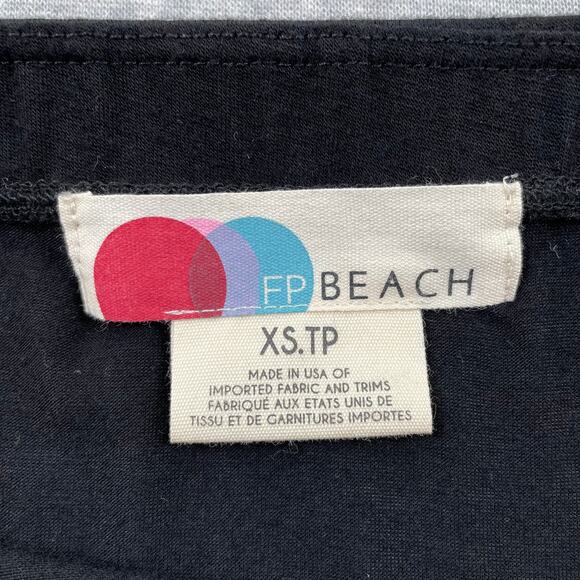 FP BEACH
XS.TP
MADE IN USA OF
IMPORTED FABRIC AND TRIMS
FABRIQUÉ AUX ETATS UNIS DE
TISSU ET DE GARNITURES IMPORTES